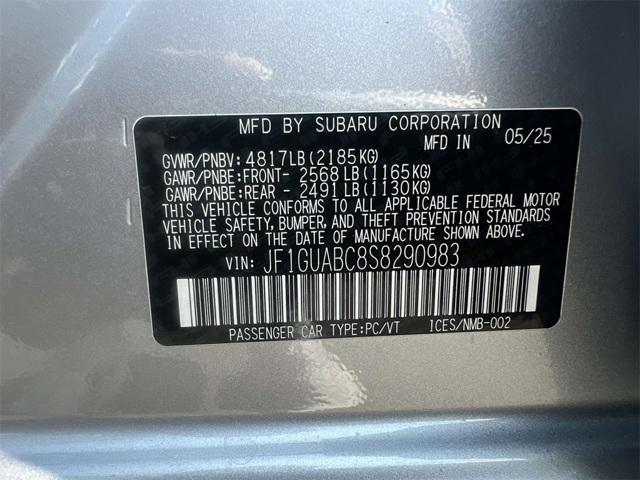 MFD BY SUBARU CORPORATION
MFD IN 05/25
GVWR/PNBV: 4817LB(2185KG)
GAWR/PNBE:FRONT- 2568LB(1165KG)
GAWR/PNBE:REAR - 2491LB(1130KG)
THIS VEHICLE CONFORMS TO ALL APPLICABLE FEDERAL MOTOR
VEHICLE SAFETY, BUMPER, AND THEFT PREVENTION STANDARDS
IN EFFECT ON THE DATE OF MANUFACTURE SHOWN ABOVE.
VIN: JF1GUABC8S8290983
PASSENGER CAR TYPE:PC/VT ICES/NMB-002